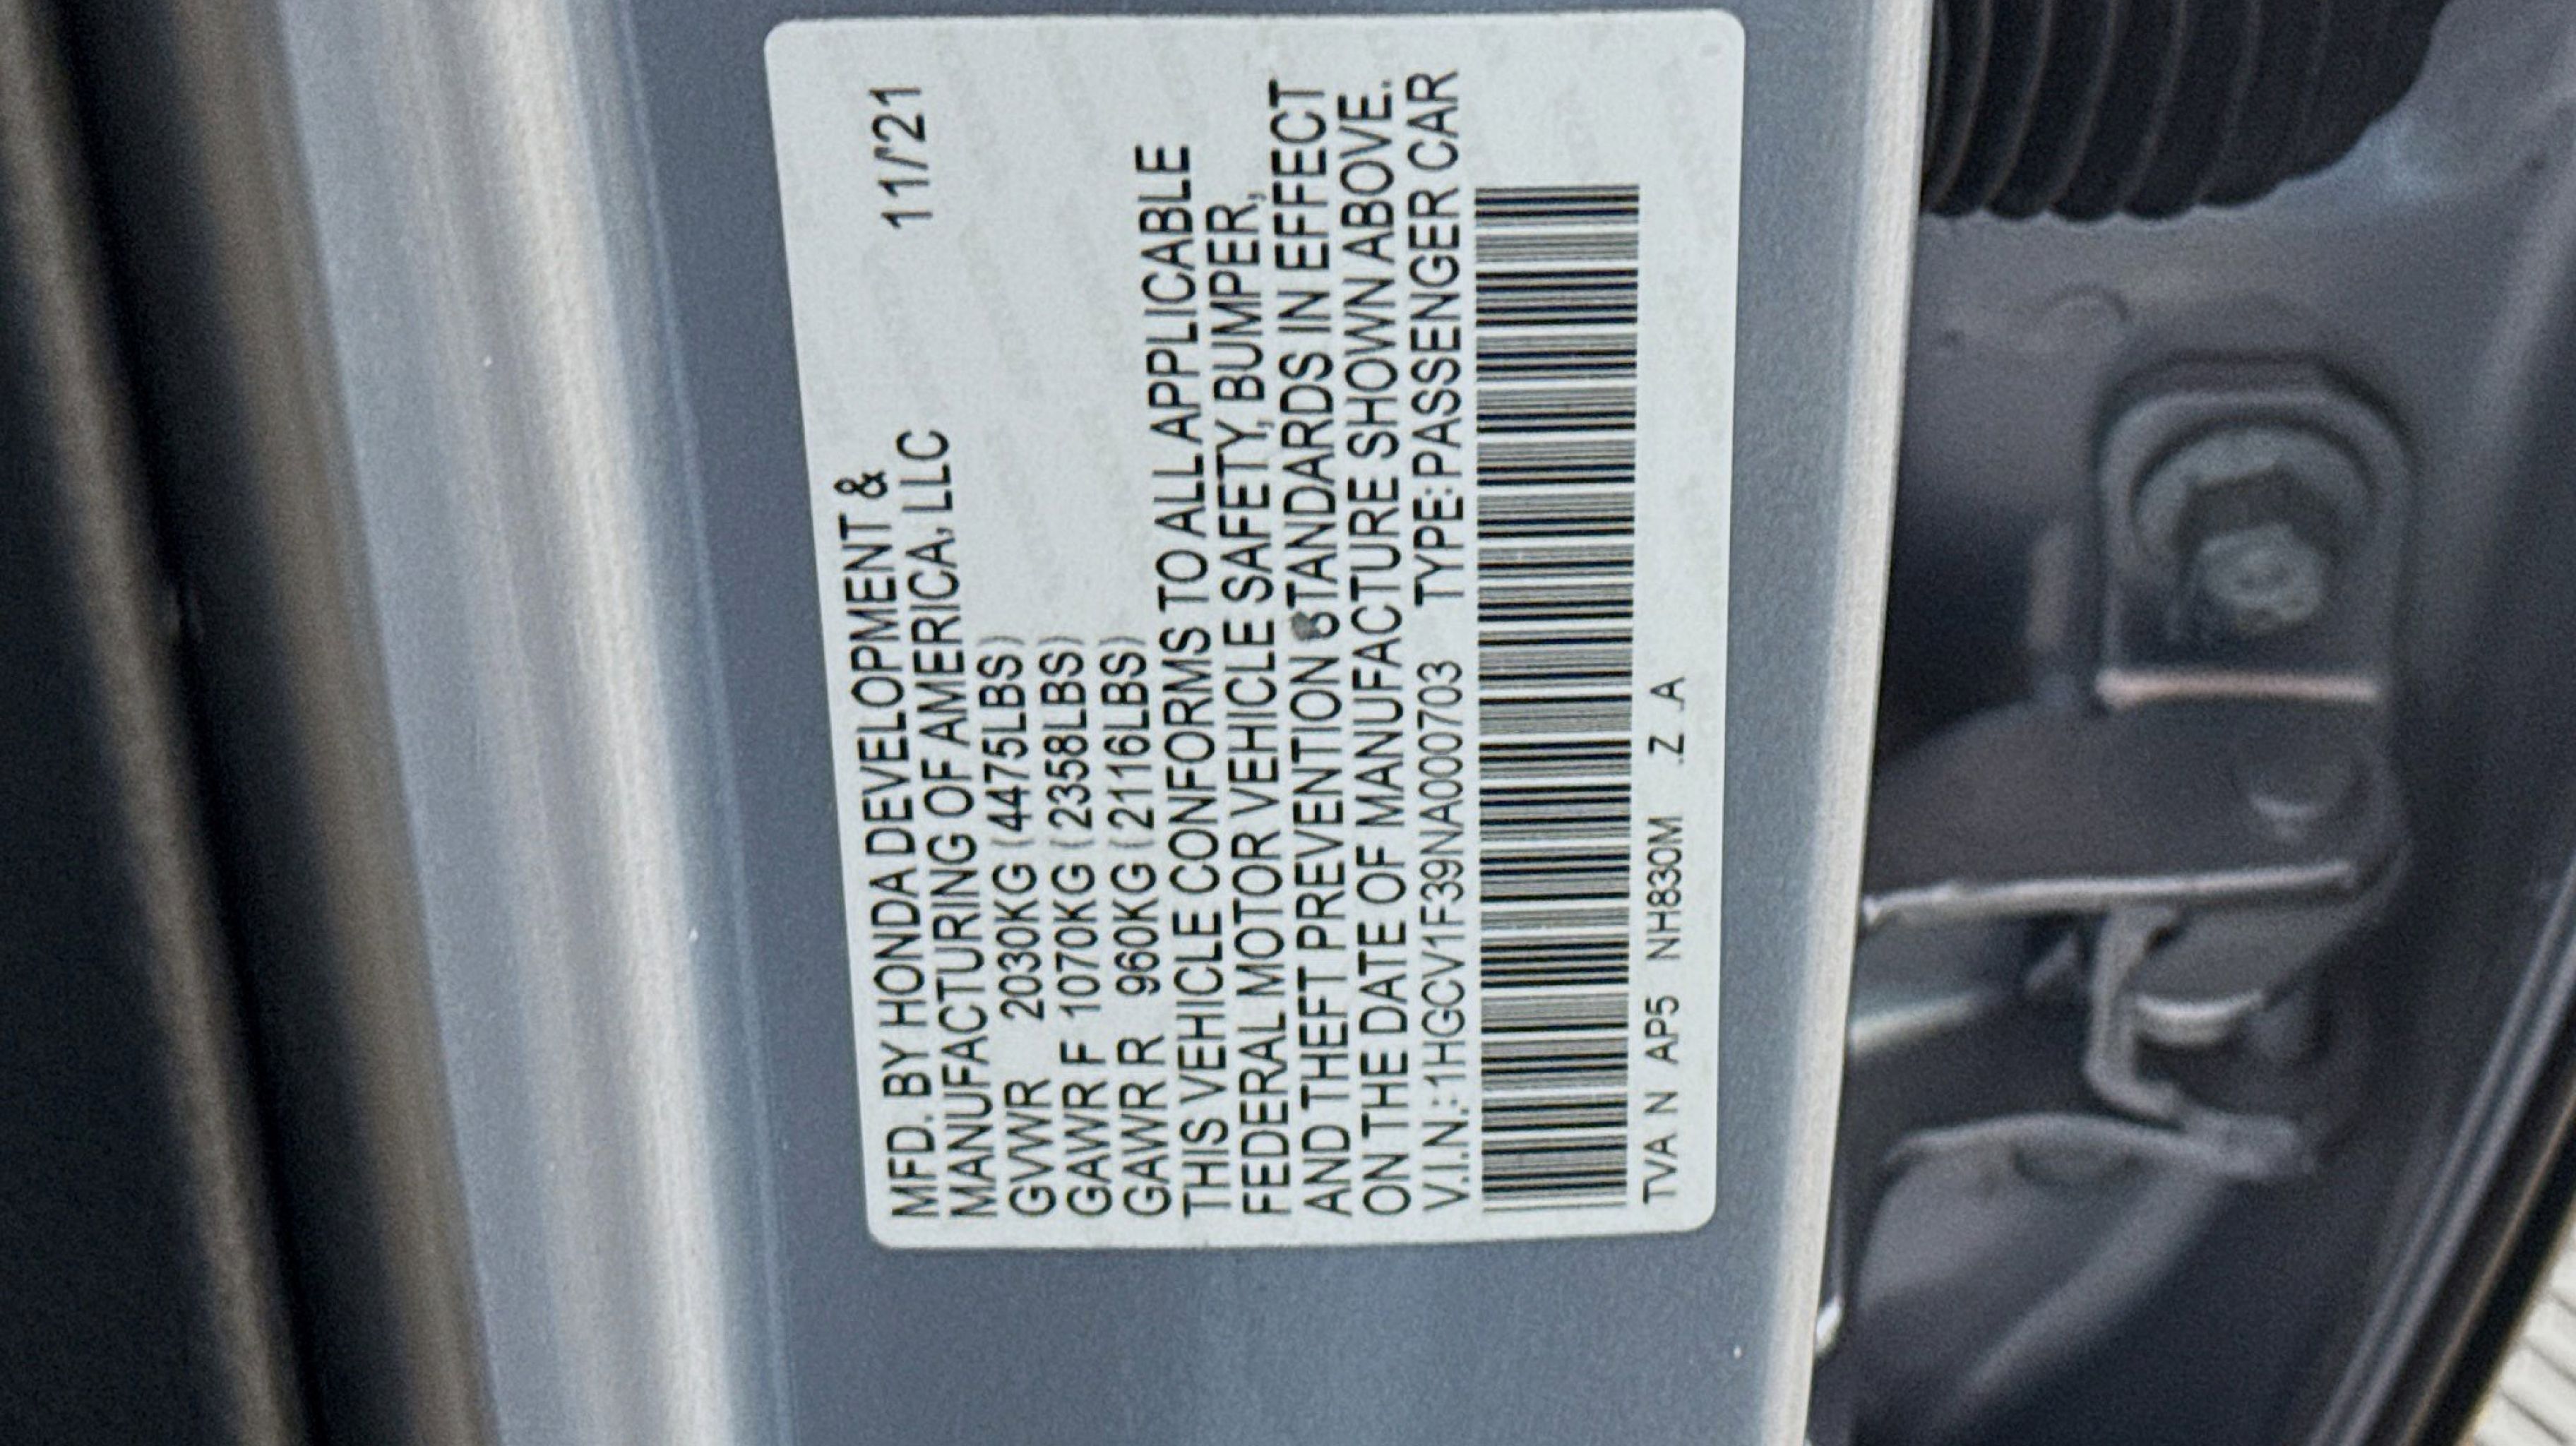 MFD. BY HONDA DEVELOPMENT &
MANUFACTURING OF AMERICA, LLC 11/'21
GVWR 2030KG (4475LBS)
GAWR F 1070KG (2358LBS)
GAWR R 960KG (2116LBS)
THIS VEHICLE CONFORMS TO ALL APPLICABLE
FEDERAL MOTOR VEHICLE SAFETY, BUMPER,
AND THEFT PREVENTION STANDARDS IN EFFECT
ON THE DATE OF MANUFACTURE SHOWN ABOVE.
V.I.N.: 1HGCV1F39NA000703 TYPE: PASSENGER CAR
TVA N AP5 NH830M .Z .A